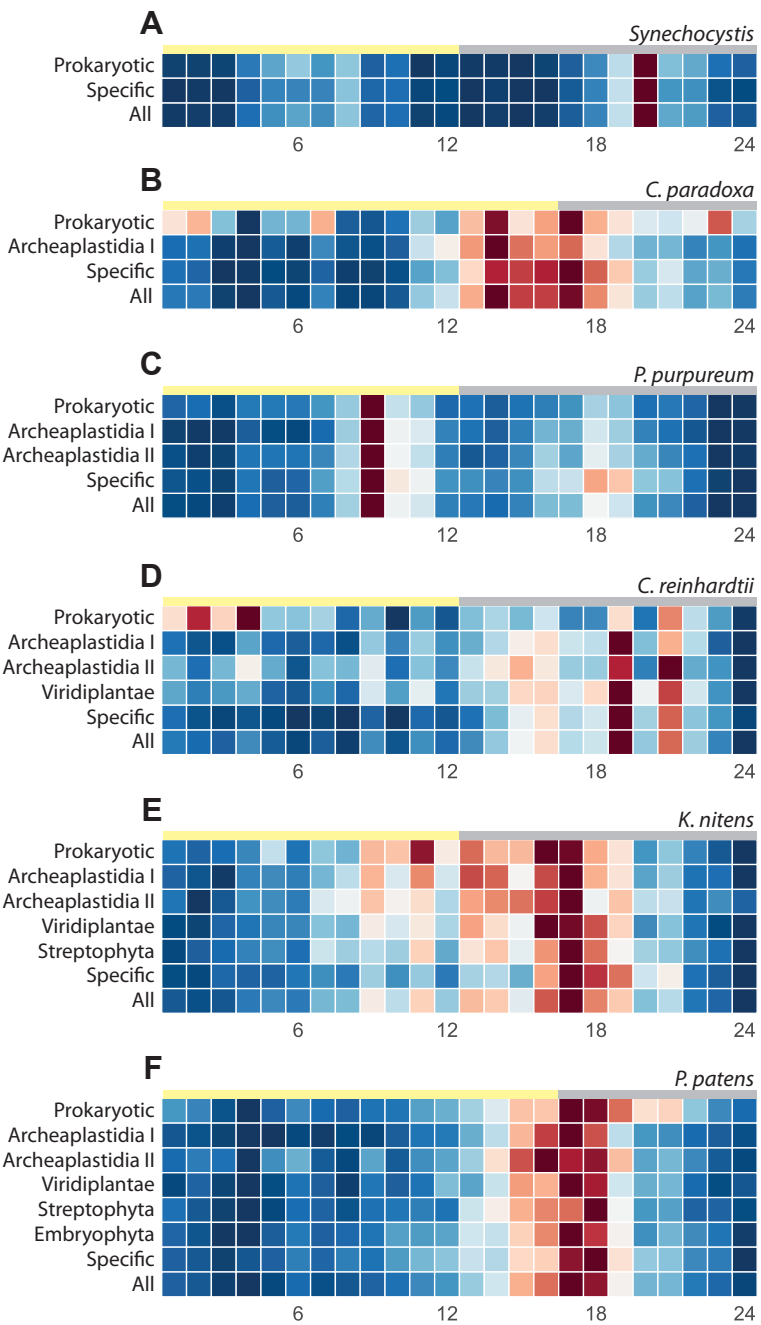 A
Synechocystis
Prokaryotic
Specific
All
6 12 18 24
B
C. paradoxa
Prokaryotic
Archeaplastidia I
Specific
All
6 12 18 24
C
P. purpureum
Prokaryotic
Archeaplastidia I
Archeaplastidia II
Specific
All
6 12 18 24
D
C. reinhardtii
Prokaryotic
Archeaplastidia I
Archeaplastidia II
Viridiplantae
Specific
All
6 12 18 24
E
K. nitens
Prokaryotic
Archeaplastidia I
Archeaplastidia II
Viridiplantae
Streptophyta
Specific
All
6 12 18 24
F
P. patens
Prokaryotic
Archeaplastidia I
Archeaplastidia II
Viridiplantae
Streptophyta
Embryophyta
Specific
All
6 12 18 24